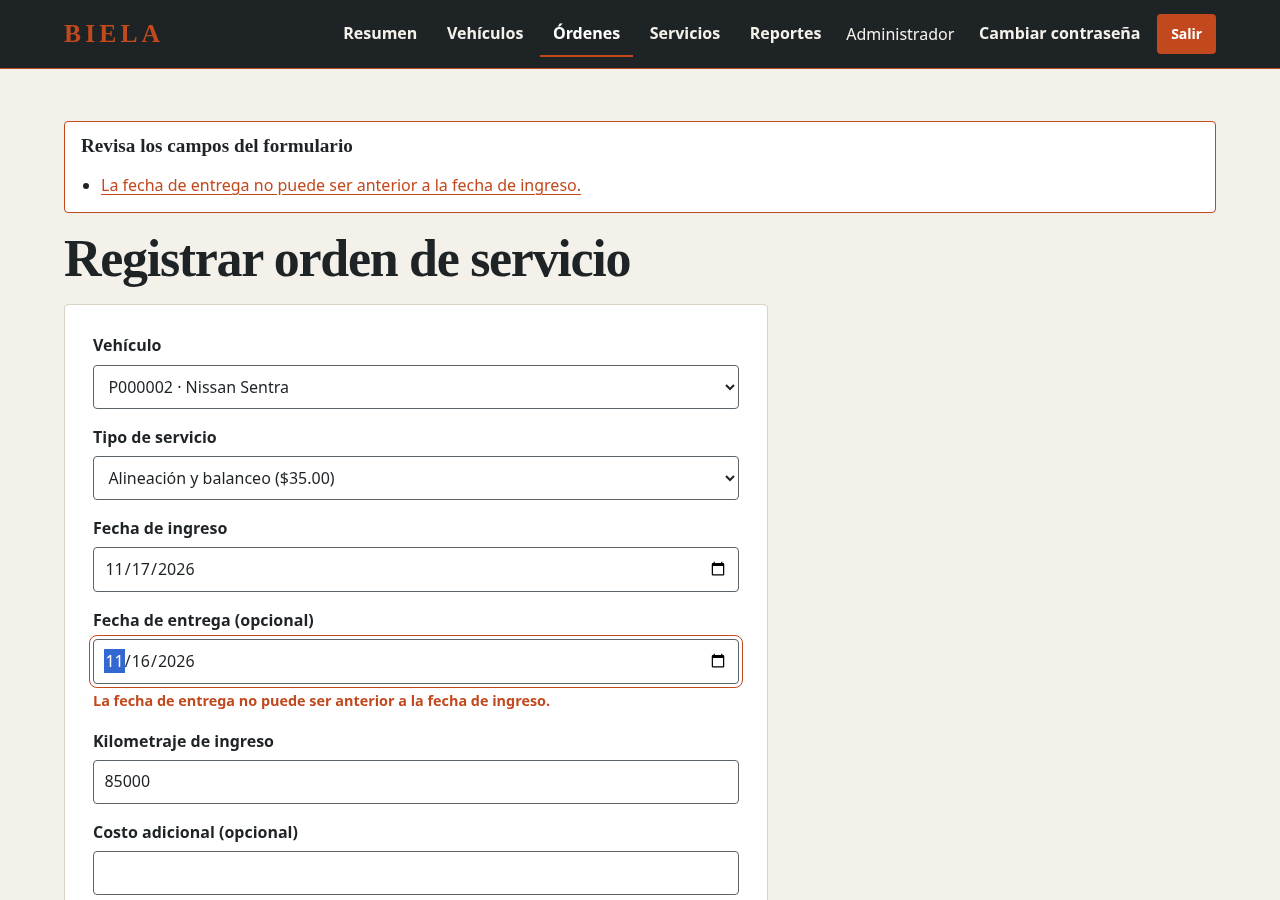 BIELA
Resumen Vehículos Órdenes Servicios Reportes Administrador Cambiar contraseña Salir
Revisa los campos del formulario
La fecha de entrega no puede ser anterior a la fecha de ingreso.
Registrar orden de servicio
Vehículo
P000002 · Nissan Sentra
Tipo de servicio
Alineación y balanceo ($35.00)
Fecha de ingreso
11/17/2026
Fecha de entrega (opcional)
11/16/2026
La fecha de entrega no puede ser anterior a la fecha de ingreso.
Kilometraje de ingreso
85000
Costo adicional (opcional)